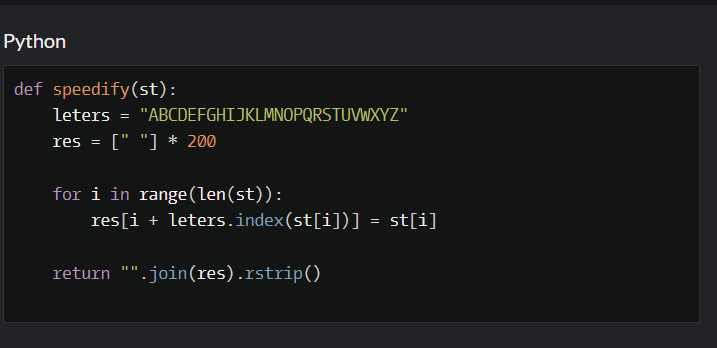 Python
def speedify(st):
    leters = "ABCDEFGHIJKLMNOPQRSTUVWXYZ"
    res = [" "] * 200
    for i in range(len(st)):
        res[i + leters.index(st[i])] = st[i]
    return "".join(res).rstrip()